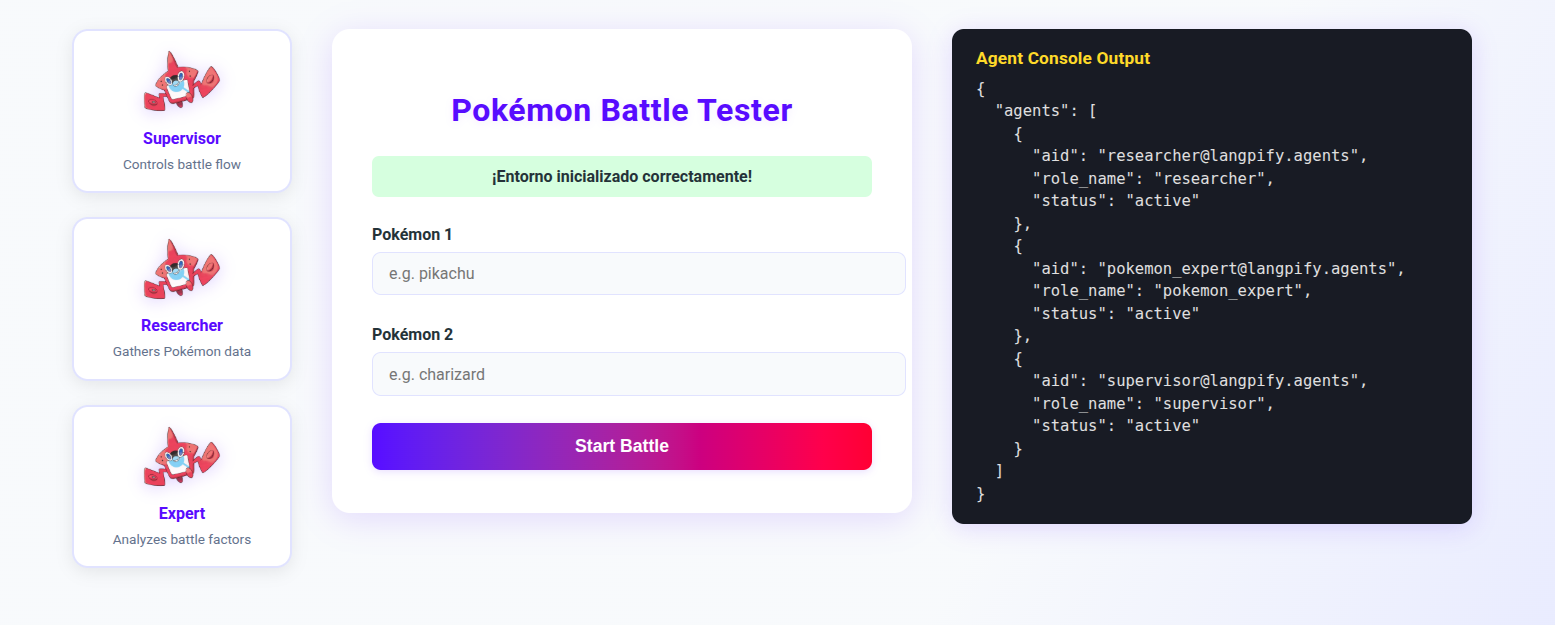 Supervisor
Controls battle flow
Researcher
Gathers Pokémon data
Expert
Analyzes battle factors
Pokémon Battle Tester
¡Entorno inicializado correctamente!
Pokémon 1
e.g. pikachu
Pokémon 2
e.g. charizard
Start Battle
Agent Console Output
{
  "agents": [
    {
      "aid": "researcher@langpify.agents",
      "role_name": "researcher",
      "status": "active"
    },
    {
      "aid": "pokemon_expert@langpify.agents",
      "role_name": "pokemon_expert",
      "status": "active"
    },
    {
      "aid": "supervisor@langpify.agents",
      "role_name": "supervisor",
      "status": "active"
    }
  ]
}